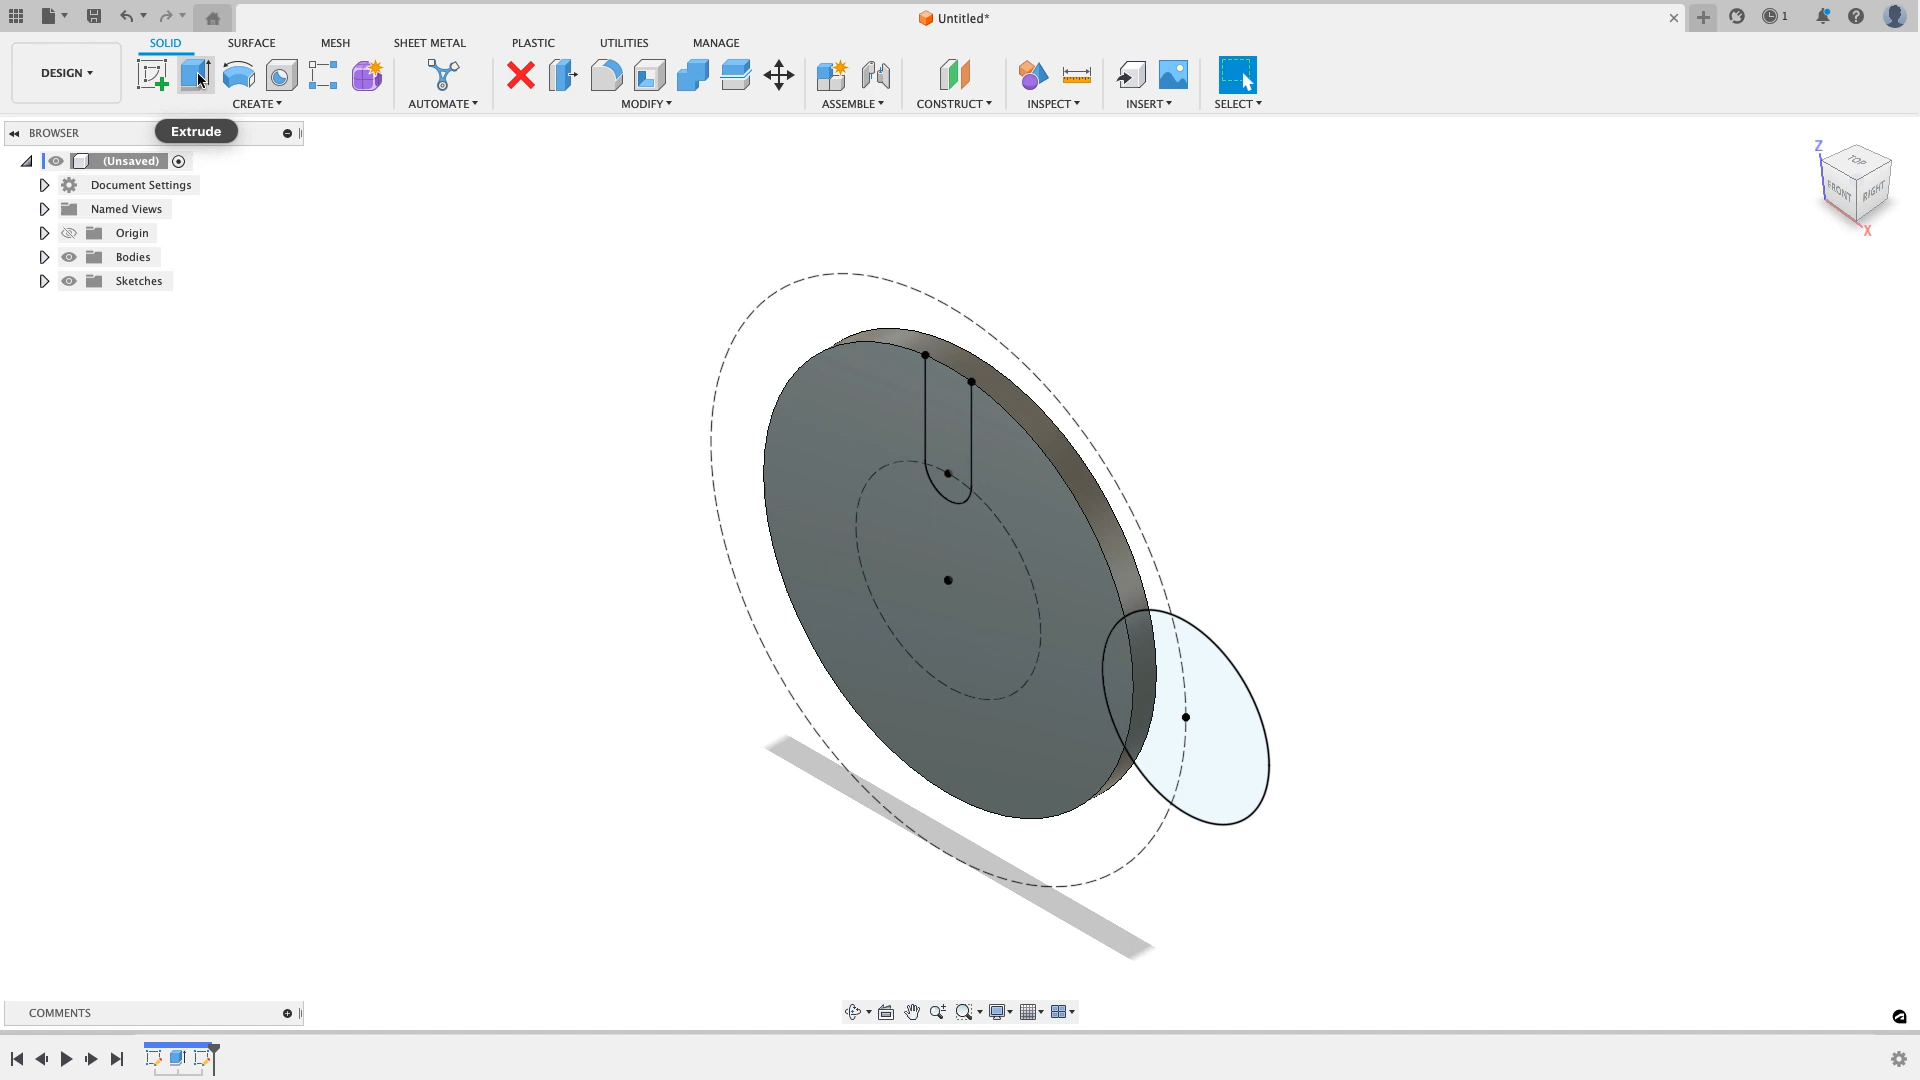 Untitled*
1
SOLID SURFACE MESH SHEET METAL PLASTIC UTILITIES MANAGE
DESIGN
CREATE AUTOMATE MODIFY ASSEMBLE CONSTRUCT INSPECT INSERT SELECT
Extrude
BROWSER
(Unsaved)
Document Settings
Named Views
Origin
Bodies
Sketches
Z
TOP
FRONT RIGHT
X
COMMENTS